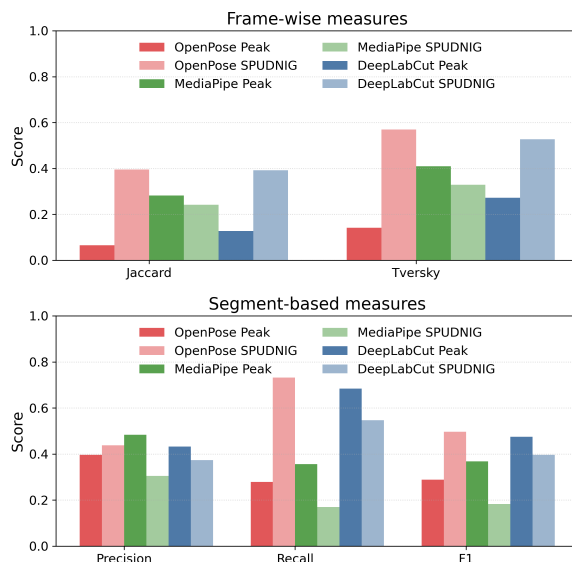 Frame-wise measures
1.0
OpenPose Peak
MediaPipe SPUDNIG
OpenPose SPUDNIG
DeepLabCut Peak
MediaPipe Peak
DeepLabCut SPUDNIG
0.8
0.6
Score
0.4
0.2
0.0
Jaccard
Tversky
Segment-based measures
1.0
OpenPose Peak
MediaPipe SPUDNIG
OpenPose SPUDNIG
DeepLabCut Peak
MediaPipe Peak
DeepLabCut SPUDNIG
0.8
0.6
Score
0.4
0.2
0.0
Precision
Recall
F1